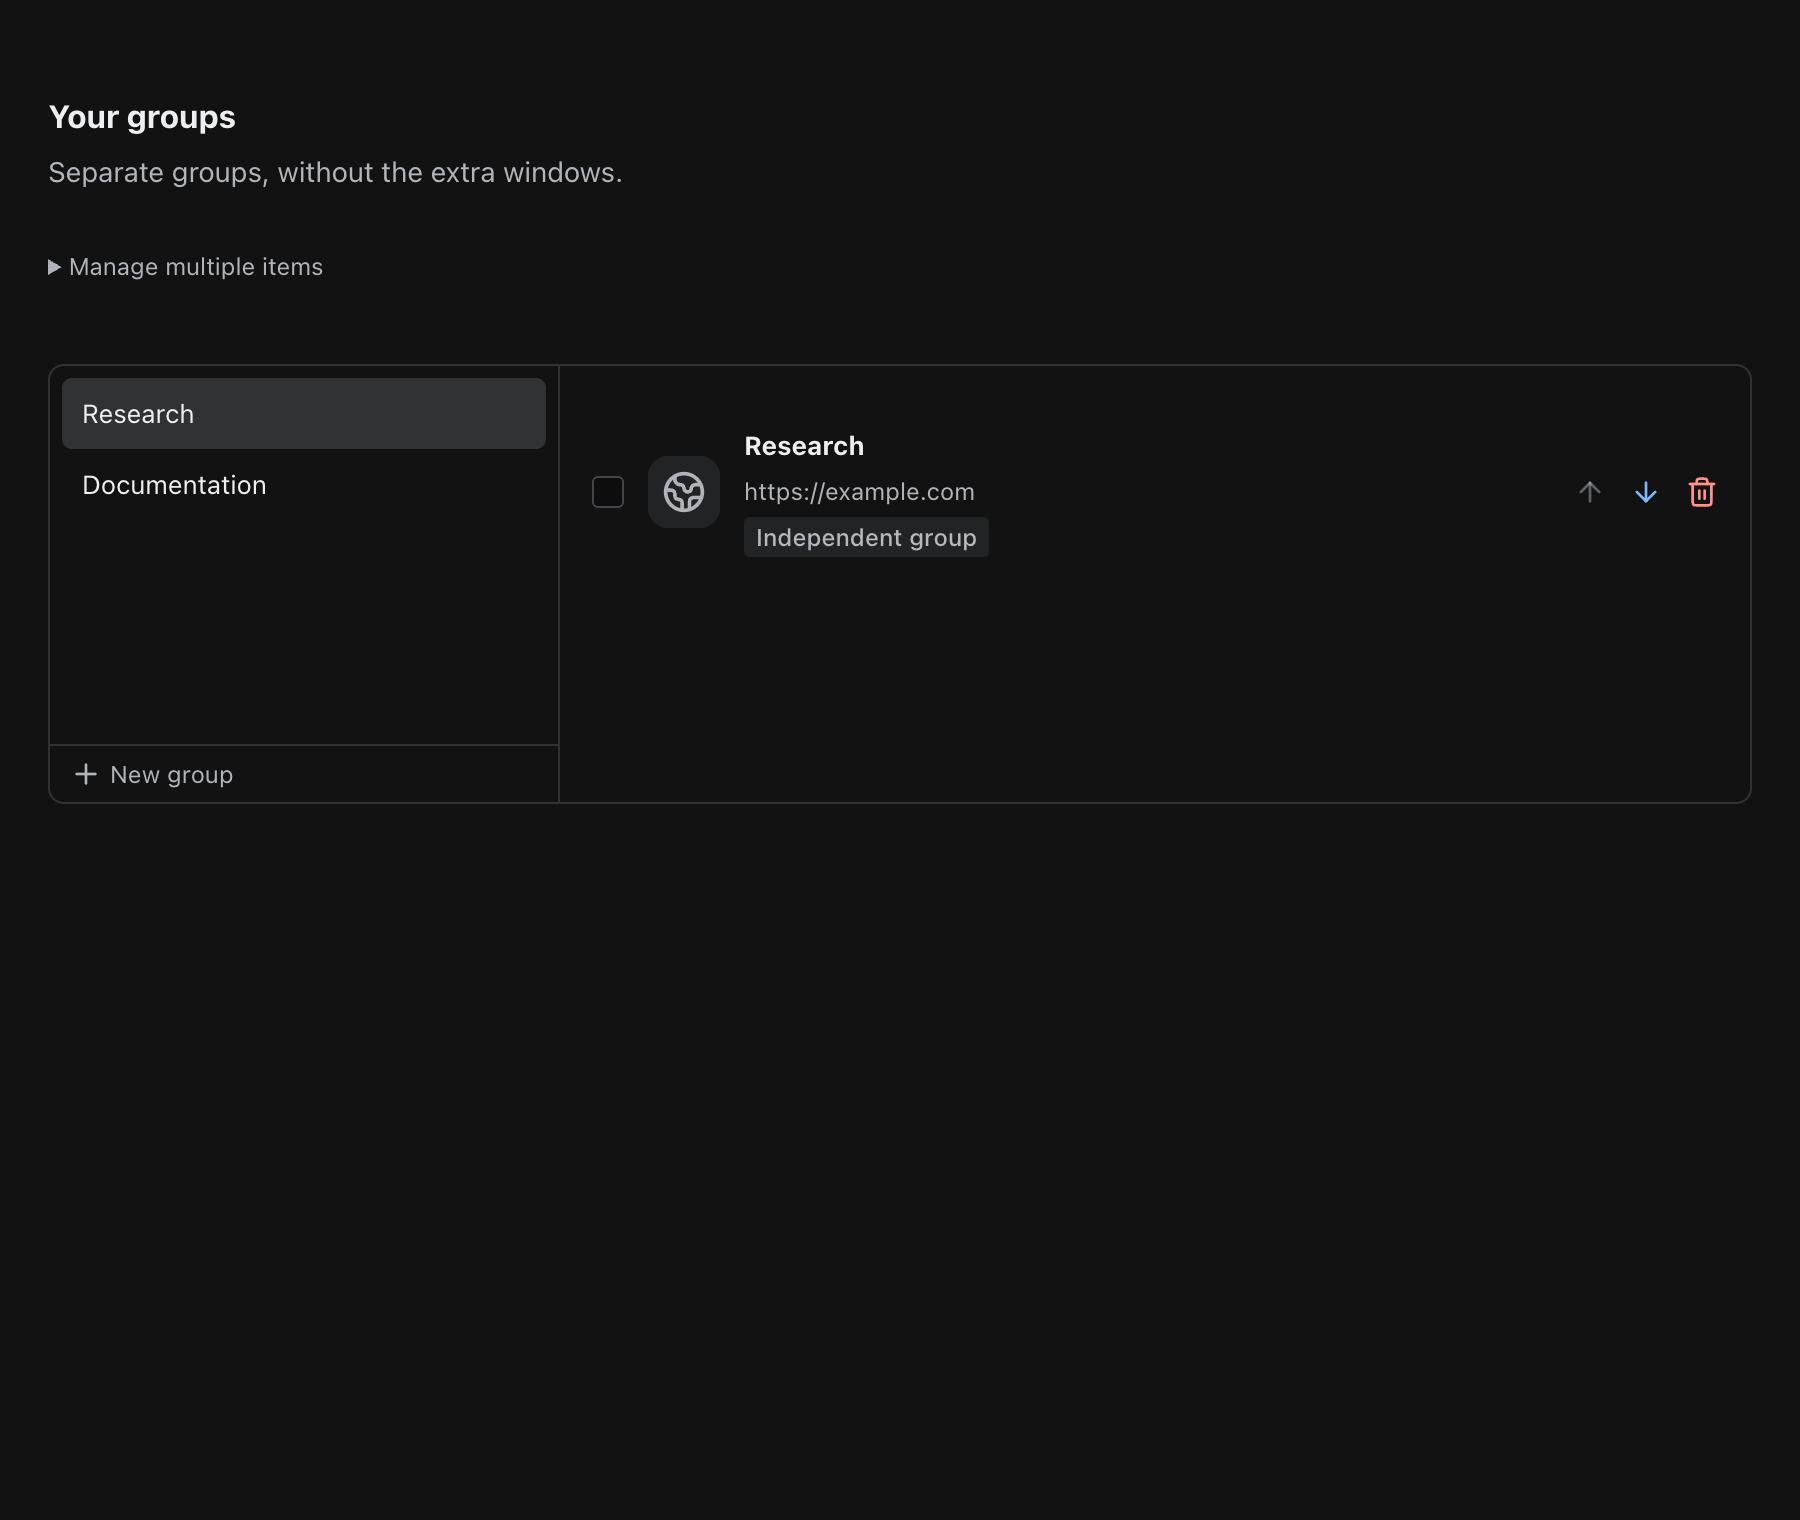 Your groups
Separate groups, without the extra windows.
Manage multiple items
Research
Documentation
New group
Research
https://example.com
Independent group